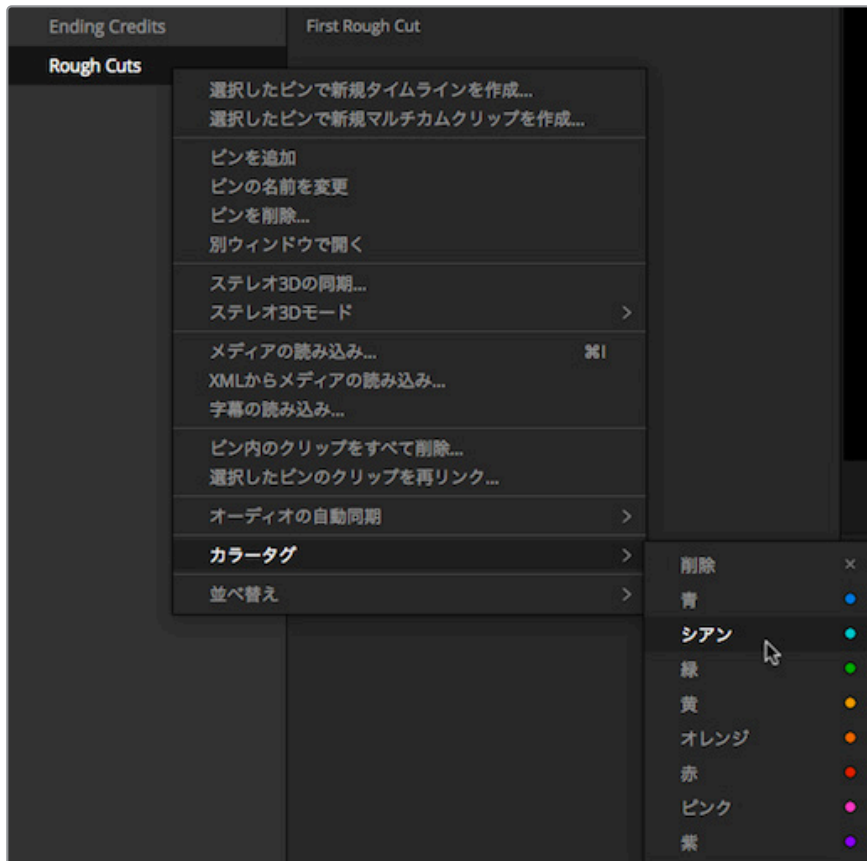 Ending Credits
First Rough Cut
Rough Cuts
選択したビンで新規タイムラインを作成...
選択したビンで新規マルチカムクリップを作成...
ビンを追加
ビンの名前を変更
ビンを削除...
別ウィンドウで開く
ステレオ3Dの同期...
ステレオ3Dモード
メディアの読み込み... ⌘I
XMLからメディアの読み込み...
字幕の読み込み...
ビン内のクリップをすべて削除...
選択したビンのクリップを再リンク...
オーディオの自動同期
カラータグ
並べ替え
削除
青
シアン
緑
黄
オレンジ
赤
ピンク
紫